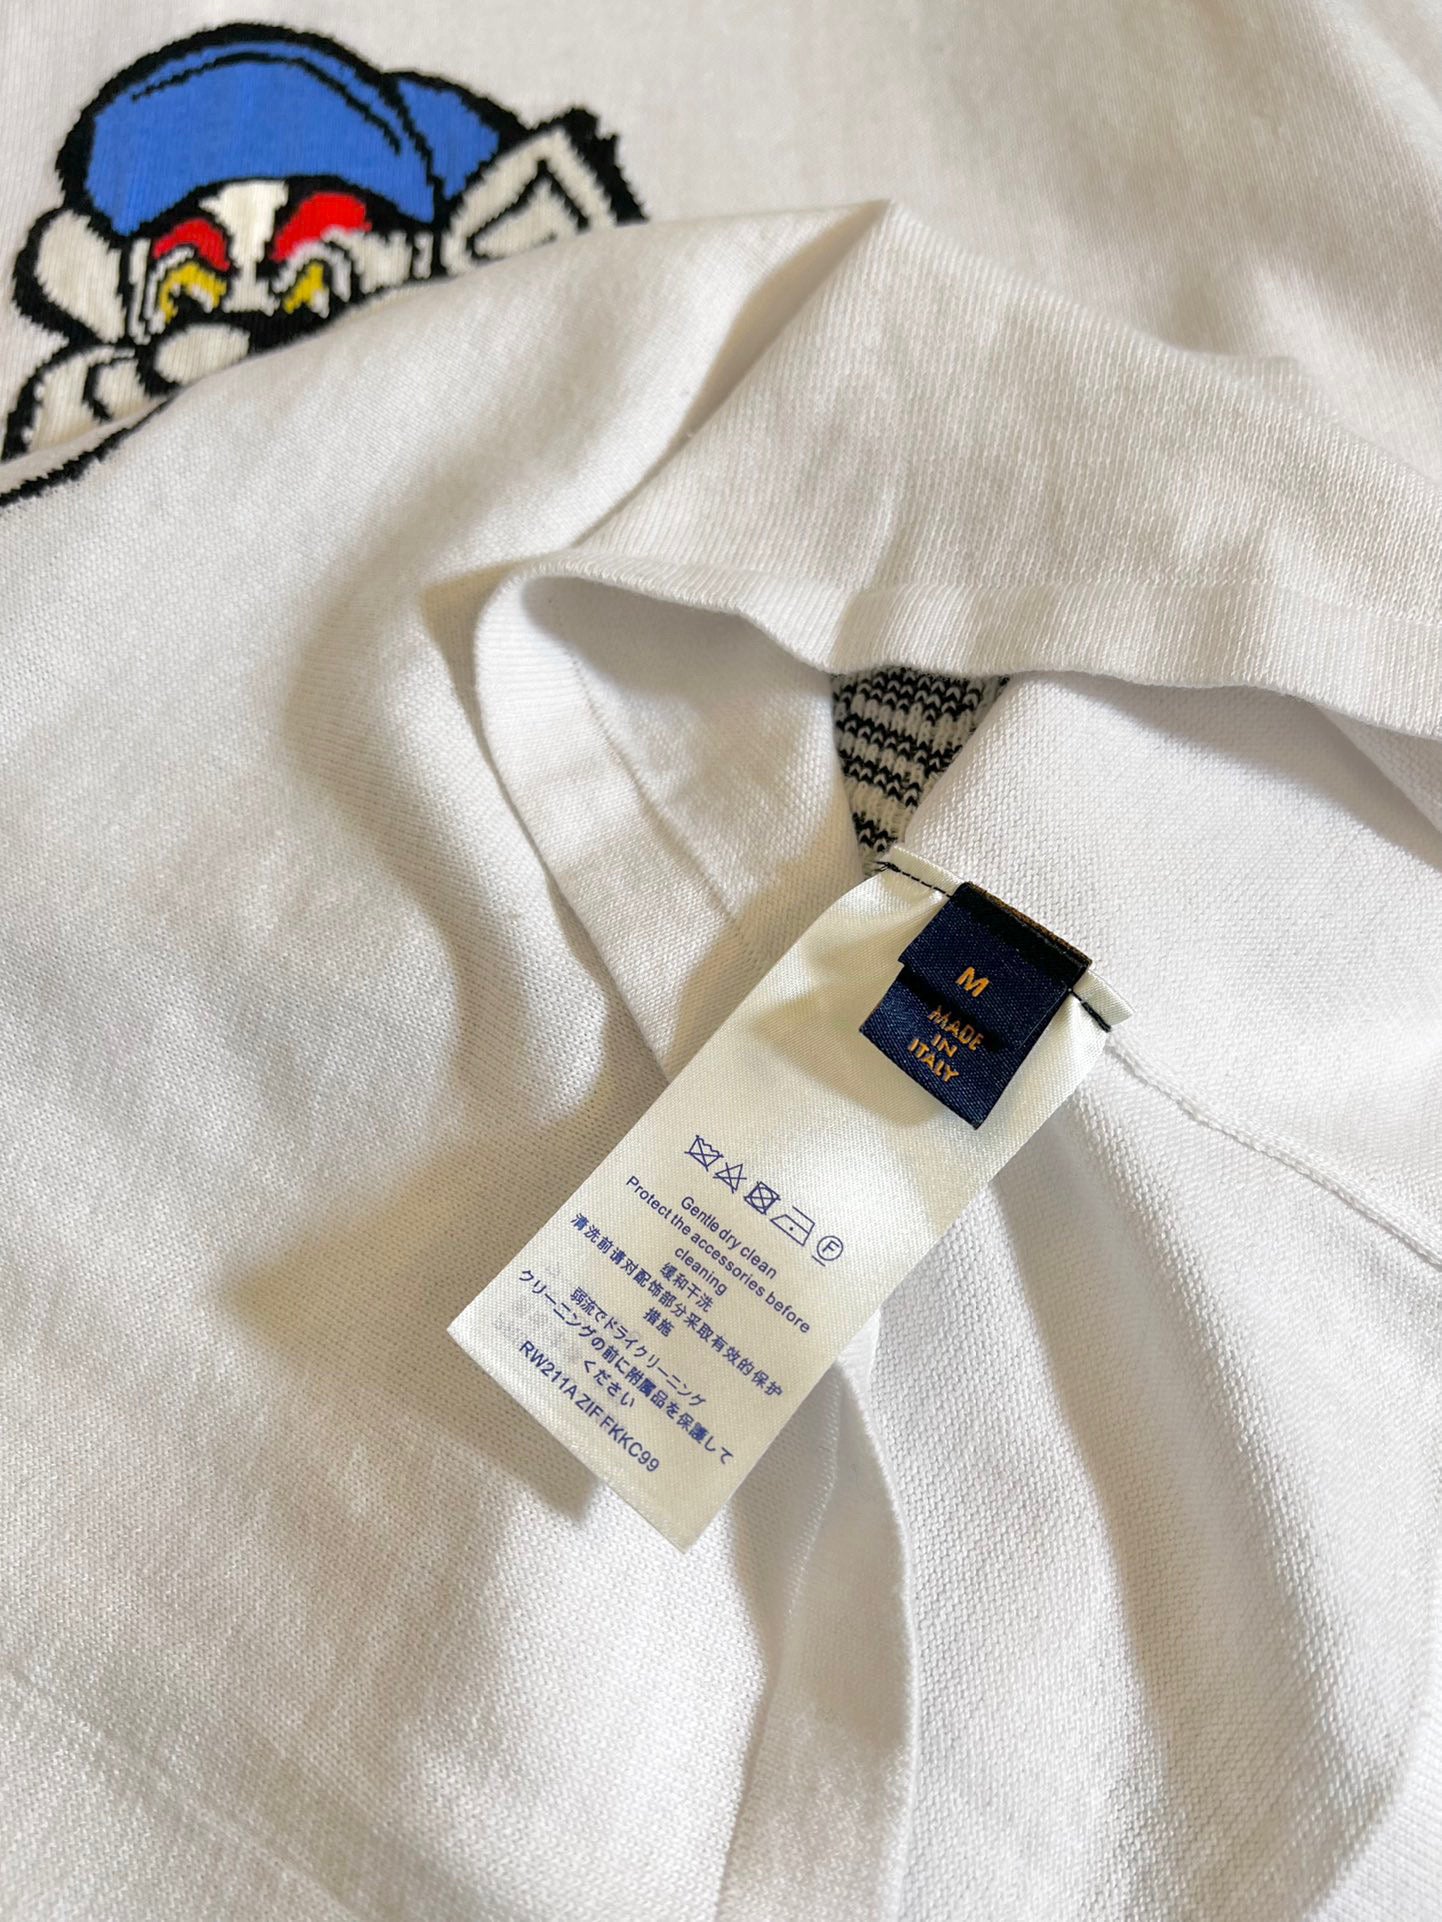 M
MADE
IN
ITALY
F
Gentle dry clean
Protect the accessories before
cleaning
缓和干洗
清洗前请对配饰部分采取有效的保护
措施
弱流でドライクリーニング
クリーニングの前に附属品を保護して
ください
RW211A ZIF FKKC99